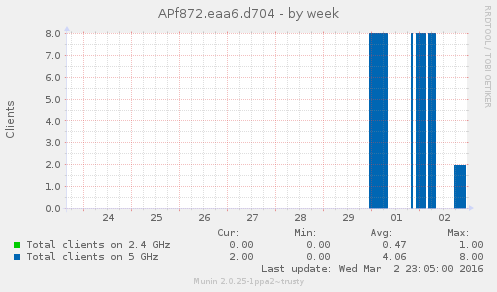 APf872.eaa6.d704 - by week
RRDTOOL / TOBI OETIKER
Clients
8.0
7.0
6.0
5.0
4.0
3.0
2.0
1.0
0.0
24 25 26 27 28 29 01 02
Cur: Min: Avg: Max:
Total clients on 2.4 GHz 0.00 0.00 0.47 1.00
Total clients on 5 GHz 2.00 0.00 4.06 8.00
Last update: Wed Mar 2 23:05:00 2016
Munin 2.0.25-1ppa2~trusty